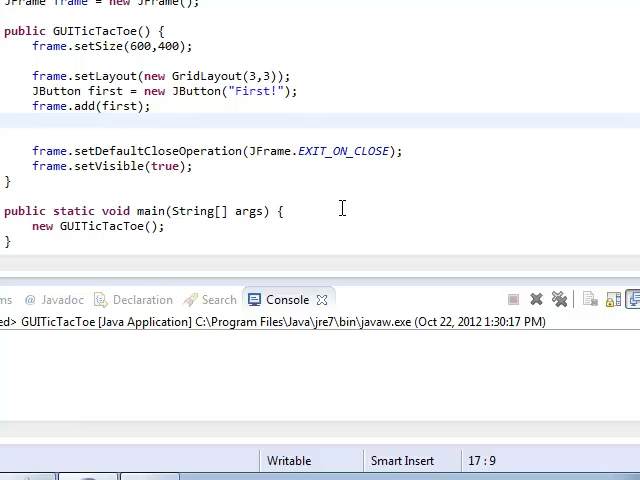 JFrame frame = new JFrame();
public GUITicTacToe() {
frame.setSize(600,400);
frame.setLayout(new GridLayout(3,3));
JButton first = new JButton("First!");
frame.add(first);
frame.setDefaultCloseOperation(JFrame.EXIT_ON_CLOSE);
frame.setVisible(true);
}
public static void main(String[] args) {
new GUITicTacToe();
}
ms @ Javadoc Declaration Search Console
ed> GUITicTacToe [Java Application] C:\Program Files\Java\jre7\bin\javaw.exe (Oct 22, 2012 1:30:17 PM)
Writable Smart Insert 17 : 9